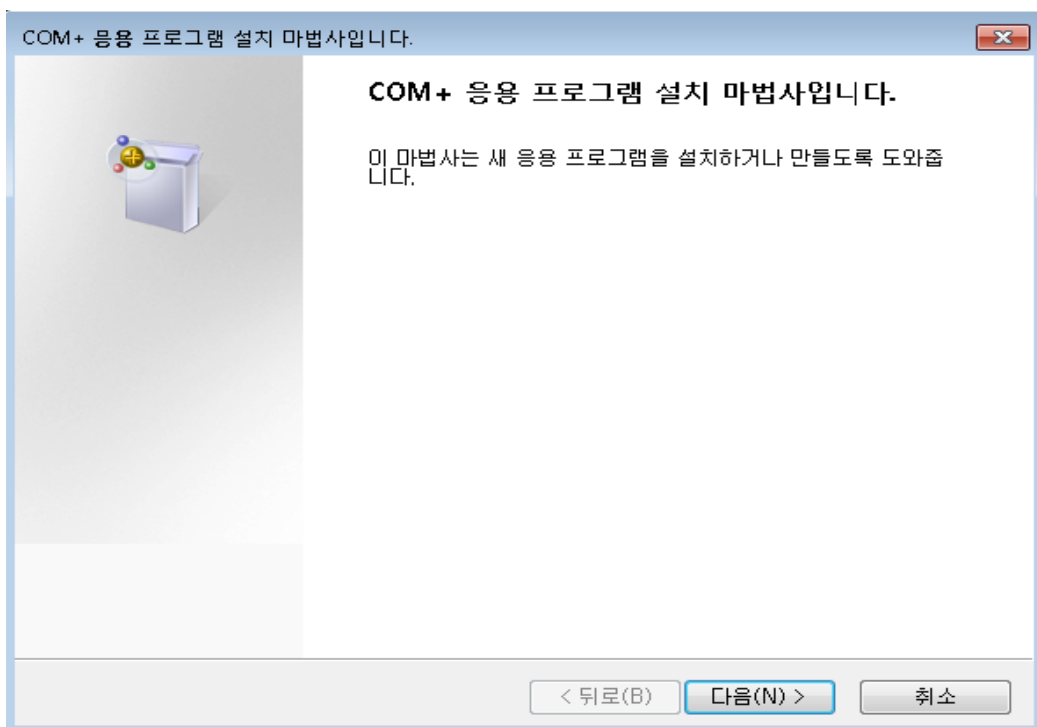 COM+ 응용 프로그램 설치 마법사입니다.
COM+ 응용 프로그램 설치 마법사입니다.
이 마법사는 새 응용 프로그램을 설치하거나 만들도록 도와줍
니다.
< 뒤로(B)
다음(N) >
취소